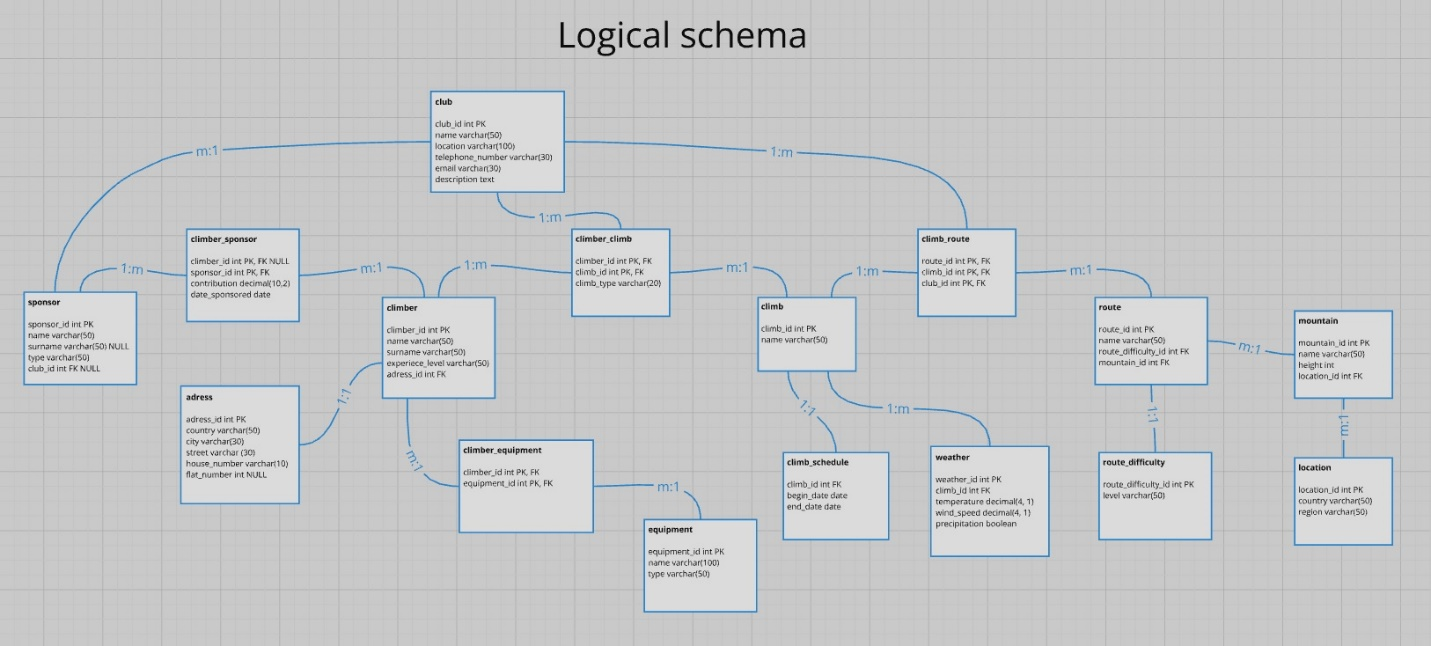 Logical schema
club
club_id int PK
name varchar(50)
location varchar(100)
telephone_number varchar(30)
email varchar(30)
description text
m:1
1:m
1:m
climber_sponsor
climber_id int PK, FK NULL
sponsor_id int PK, FK
contribution decimal(10,2)
date_sponsored date
climber_climb
climber_id int PK, FK
climb_id int PK, FK
climb_type varchar(20)
climb_route
route_id int PK, FK
climb_id int PK, FK
club_id int PK, FK
1:m
m:1
1:m
m:1
1:m
m:1
sponsor
sponsor_id int PK
name varchar(50)
surname varchar(50) NULL
type varchar(50)
club_id int FK NULL
climber
climber_id int PK
name varchar(50)
surname varchar(50)
experiece_level varchar(50)
adress_id int FK
climb
climb_id int PK
name varchar(50)
route
route_id int PK
name varchar(50)
route_difficulty_id int FK
mountain_id int FK
m:1
mountain
mountain_id int PK
name varchar(50)
height int
location_id int FK
adress
adress_id int PK
country varchar(50)
city varchar(30)
street varchar (30)
house_number varchar(10)
flat_number int NULL
1:1
m:1
1:1
1:m
1:1
m:1
climber_equipment
climber_id int PK, FK
equipment_id int PK, FK
m:1
climb_schedule
climb_id int FK
begin_date date
end_date date
weather
weather_id int PK
climb_id int FK
temperature decimal(4, 1)
wind_speed decimal(4, 1)
precipitation boolean
route_difficulty
route_difficulty_id int PK
level varchar(50)
location
location_id int PK
country varchar(50)
region varchar(50)
equipment
equipment_id int PK
name varchar(100)
type varchar(50)